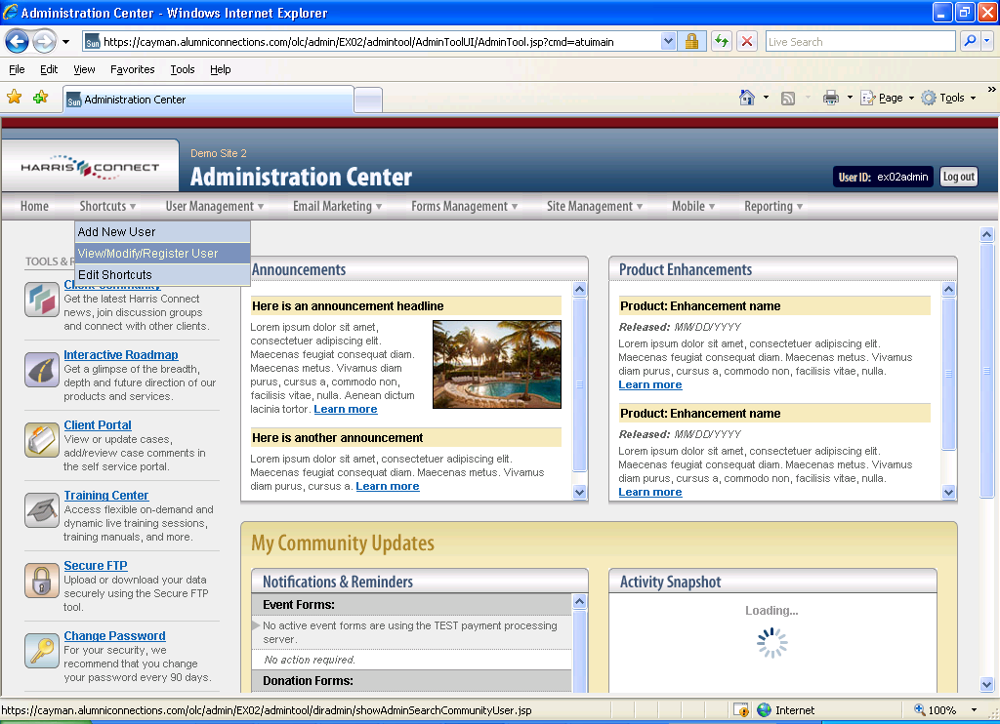 Administration Center - Windows Internet Explorer
Sun https://cayman.alumniconnections.com/olc/admin/EX02/admintool/AdminToolUI/AdminTool.jsp?cmd=atuimain
Live Search
File Edit View Favorites Tools Help
Sun Administration Center
Page Tools »
HARRIS CONNECT
Demo Site 2
Administration Center
User ID: ex02admin Log out
Home Shortcuts User Management Email Marketing Forms Management Site Management Mobile Reporting
Add New User
View/Modify/Register User
Edit Shortcuts
TOOLS & R
Client Community
Get the latest Harris Connect
news, join discussion groups
and connect with other clients.
Interactive Roadmap
Get a glimpse of the breadth,
depth and future direction of our
products and services.
Client Portal
View or update cases,
add/review case comments in
the self service portal.
Training Center
Access flexible on-demand and
dynamic live training sessions,
training manuals, and more.
Secure FTP
Upload or download your data
securely using the Secure FTP
tool.
Change Password
For your security, we
recommend that you change
your password every 90 days.
Announcements
Here is an announcement headline
Lorem ipsum dolor sit amet,
consectetuer adipiscing elit.
Maecenas feugiat consequat diam.
Maecenas metus. Vivamus diam
purus, cursus a, commodo non,
facilisis vitae, nulla. Aenean dictum
lacinia tortor. Learn more
Here is another announcement
Lorem ipsum dolor sit amet, consectetuer adipiscing elit.
Maecenas feugiat consequat diam. Maecenas metus. Vivamus
diam purus, cursus a. Learn more
Product Enhancements
Product: Enhancement name
Released: MM/DD/YYYY
Lorem ipsum dolor sit amet, consectetuer adipiscing elit.
Maecenas feugiat consequat diam. Maecenas metus. Vivamus
diam purus, cursus a, commodo non, facilisis vitae, nulla.
Learn more
Product: Enhancement name
Released: MM/DD/YYYY
Lorem ipsum dolor sit amet, consectetuer adipiscing elit.
Maecenas feugiat consequat diam. Maecenas metus. Vivamus
diam purus, cursus a, commodo non, facilisis vitae, nulla.
Learn more
My Community Updates
Notifications & Reminders
Event Forms:
No active event forms are using the TEST payment processing
server.
No action required.
Donation Forms:
Activity Snapshot
Loading...
https://cayman.alumniconnections.com/olc/admin/EX02/admintool/diradmin/showAdminSearchCommunityUser.jsp
Internet 100%